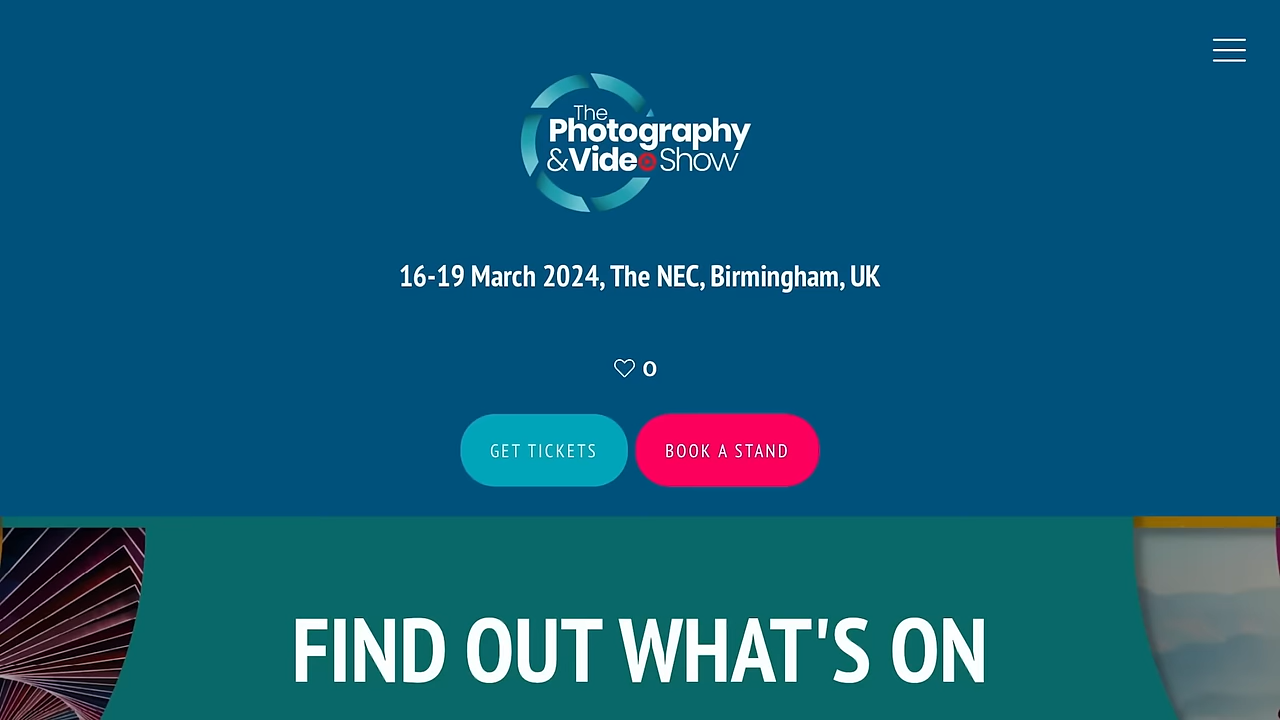 The
Photography
&Video Show
16-19 March 2024, The NEC, Birmingham, UK
0
GET TICKETS
BOOK A STAND
FIND OUT WHAT'S ON